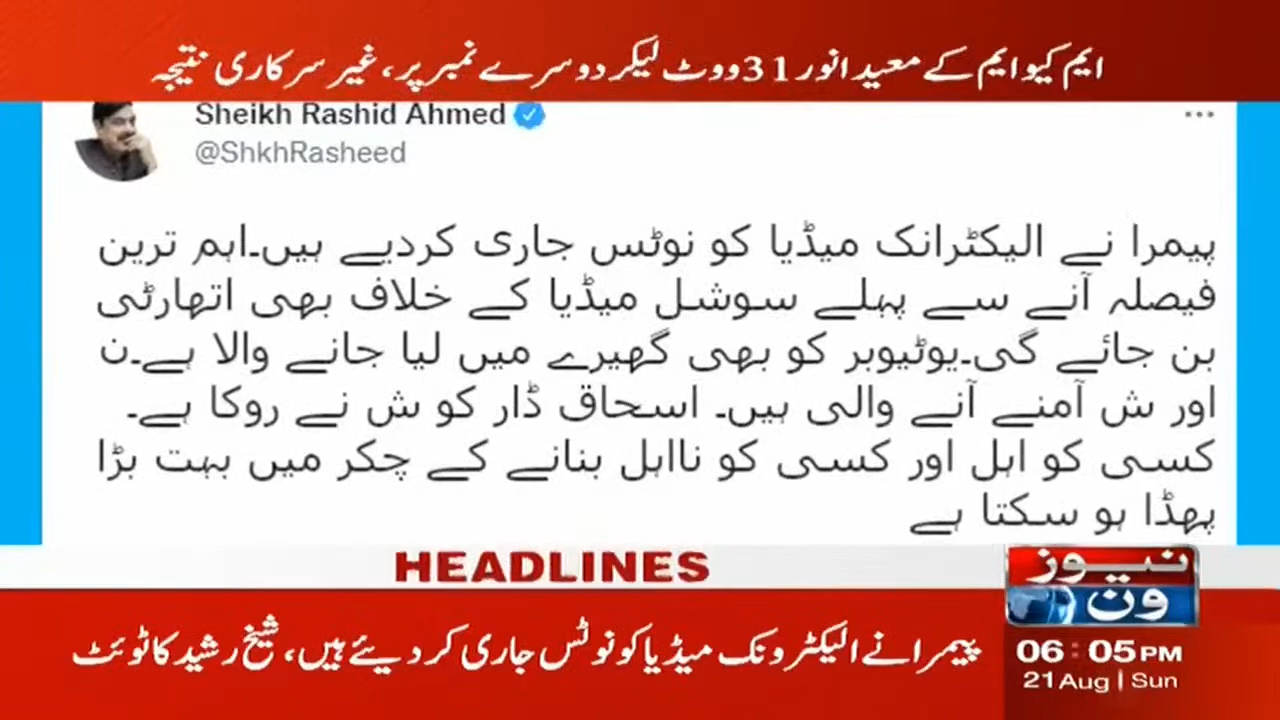 ایم کیو ایم کے معید انور 31 ووٹ لیکر دوسرے نمبر پر، غیر سرکاری نتیجہ
Sheikh Rashid Ahmed
@ShkhRasheed
پیمرا نے الیکٹرانک میڈیا کو نوٹس جاری کردیے ہیں۔اہم ترین
فیصلہ آنے سے پہلے سوشل میڈیا کے خلاف بھی اتھارٹی
بن جائے گی۔یوٹیوبر کو بھی گھیرے میں لیا جانے والا ہے۔ن
اور ش آمنے آنے والی ہیں۔ اسحاق ڈار کو ش نے روکا ہے۔
کسی کو اہل اور کسی کو نااہل بنانے کے چکر میں بہت بڑا
پھڈا ہو سکتا ہے
HEADLINES
نیوز
ون
پیمرا نے الیکٹرونک میڈیا کو نوٹس جاری کر دیئے ہیں، شیخ رشید کا ٹوئٹ
06:05 PM
21 Aug | Sun